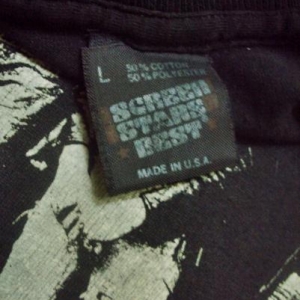 L
50% COTTON
50% POLYESTER
SCREEN
STARS
BEST
MADE IN U.S.A.